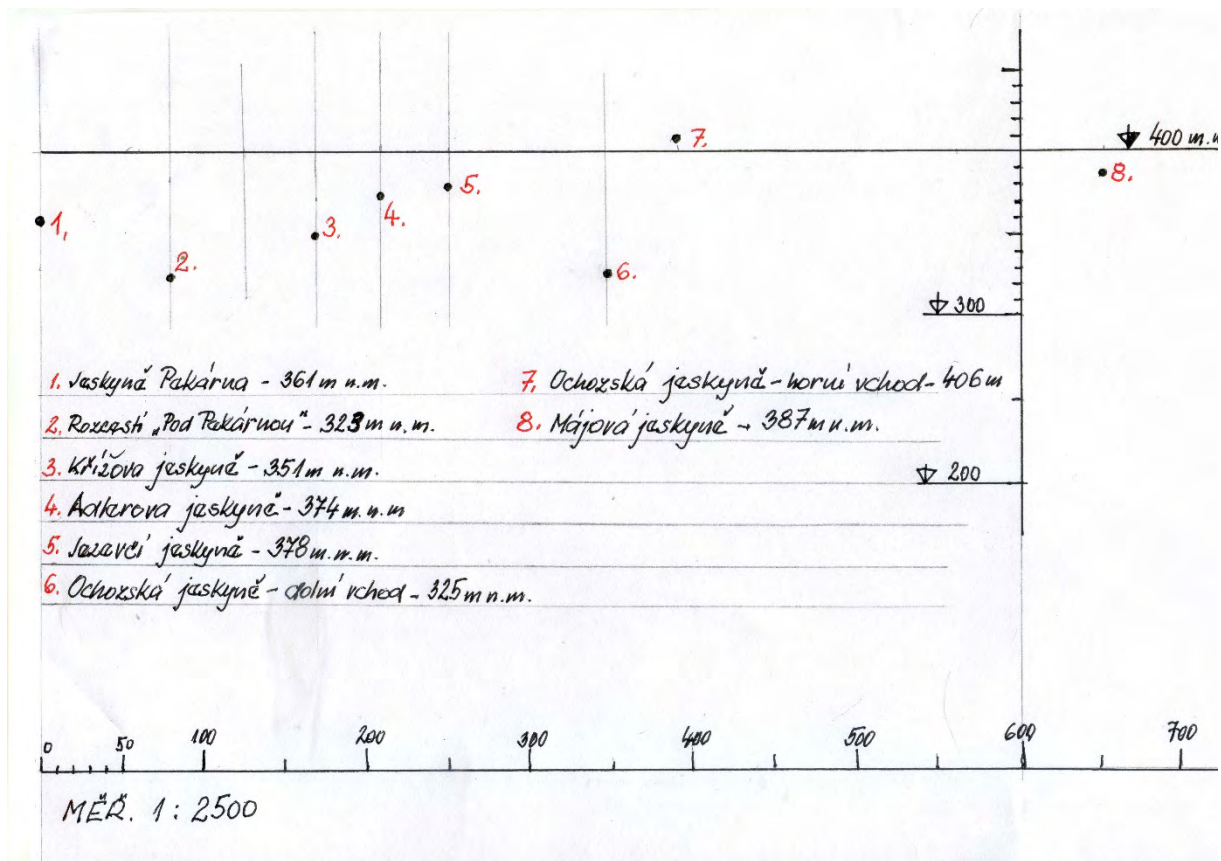 7.
400 m.n
8.
5.
4.
3.
1.
2.
6.
300
1. Jeskyně Pekárna - 361 m n.m.
2. Rozcestí „Pod Pekárnou" - 323 m n.m.
3. Křížova jeskyně - 351 m n.m.
4. Adlerova jeskyně - 374 m.n.m
5. Jezevčí jeskyně - 378 m.n.m.
6. Ochozská jeskyně - dolní vchod - 325 m n.m.
7. Ochozská jeskyně - horní vchod - 406 m
8. Májová jeskyně - 387 m n.m.
200
0 50 100 200 300 400 500 600 700
MĚŘ. 1 : 2500